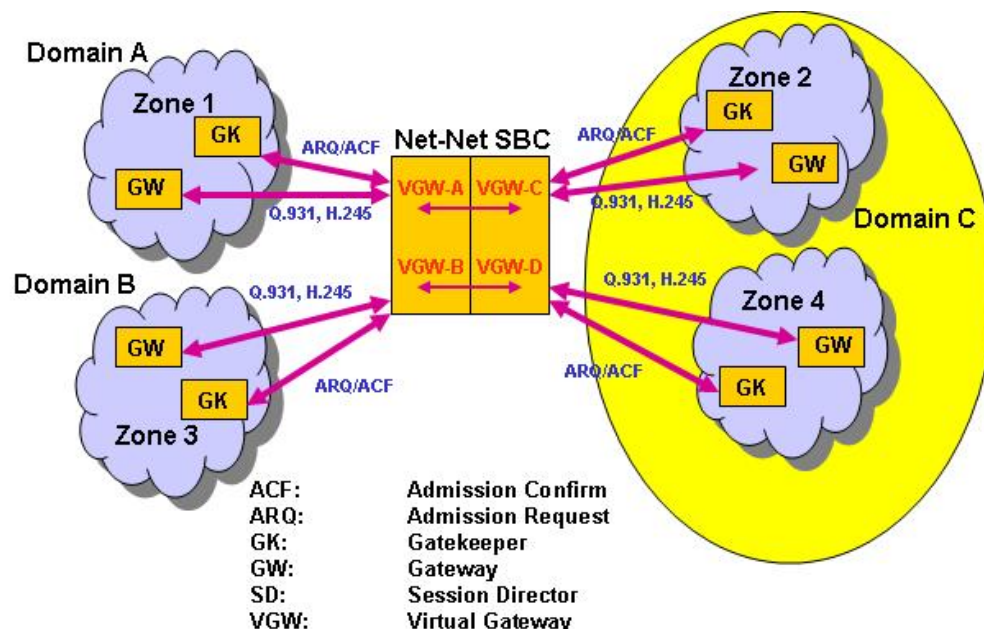 Domain A
Zone 1
GK
GW
ARQ/ACF
Q.931, H.245
Net-Net SBC
VGW-A
VGW-C
VGW-B
VGW-D
ARQ/ACF
Q.931, H.245
Zone 2
GK
GW
Domain C
Domain B
Q.931, H.245
GW
GK
ARQ/ACF
Zone 3
Q.931, H.245
Zone 4
GW
ARQ/ACF
GK
ACF: Admission Confirm
ARQ: Admission Request
GK: Gatekeeper
GW: Gateway
SD: Session Director
VGW: Virtual Gateway